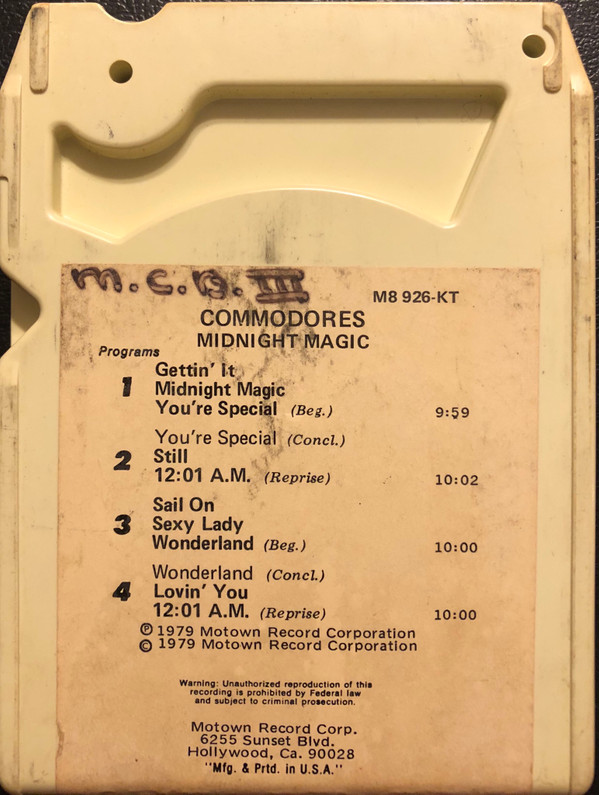 M.C.B. III
M8 926-KT
COMMODORES
MIDNIGHT MAGIC
Programs
1 Gettin' It
Midnight Magic
You're Special (Beg.) 9:59
You're Special (Concl.)
2 Still
12:01 A.M. (Reprise) 10:02
Sail On
3 Sexy Lady
Wonderland (Beg.) 10:00
Wonderland (Concl.)
4 Lovin' You
12:01 A.M. (Reprise) 10:00
℗ 1979 Motown Record Corporation
© 1979 Motown Record Corporation
Warning: Unauthorized reproduction of this
recording is prohibited by Federal law
and subject to criminal prosecution.
Motown Record Corp.
6255 Sunset Blvd.
Hollywood, Ca. 90028
"Mfg. & Prtd. in U.S.A."